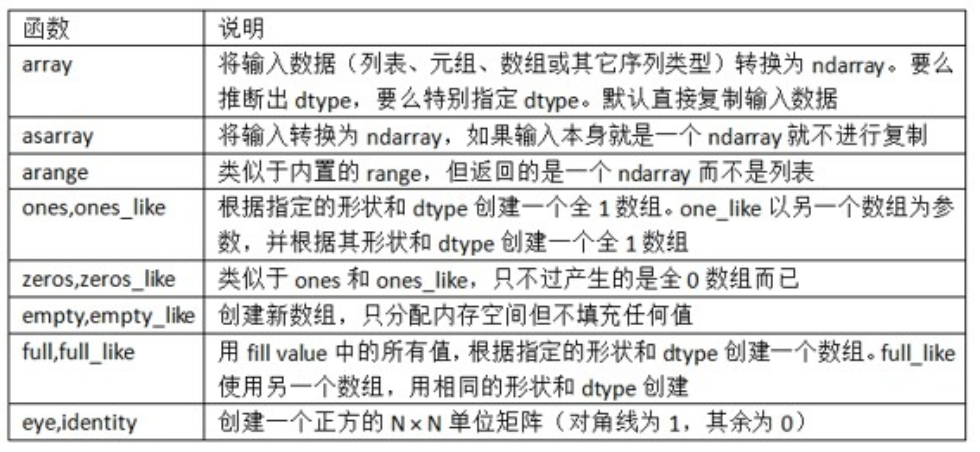 函数 说明
array 将输入数据（列表、元组、数组或其它序列类型）转换为 ndarray。要么
推断出 dtype，要么特别指定 dtype。默认直接复制输入数据
asarray 将输入转换为 ndarray，如果输入本身就是一个 ndarray 就不进行复制
arange 类似于内置的 range，但返回的是一个 ndarray 而不是列表
ones,ones_like 根据指定的形状和 dtype 创建一个全 1 数组。one_like 以另一个数组为参
数，并根据其形状和 dtype 创建一个全 1 数组
zeros,zeros_like 类似于 ones 和 ones_like，只不过产生的是全 0 数组而已
empty,empty_like 创建新数组，只分配内存空间但不填充任何值
full,full_like 用 fill value 中的所有值，根据指定的形状和 dtype 创建一个数组。full_like
使用另一个数组，用相同的形状和 dtype 创建
eye,identity 创建一个正方的 N×N 单位矩阵（对角线为 1，其余为 0）